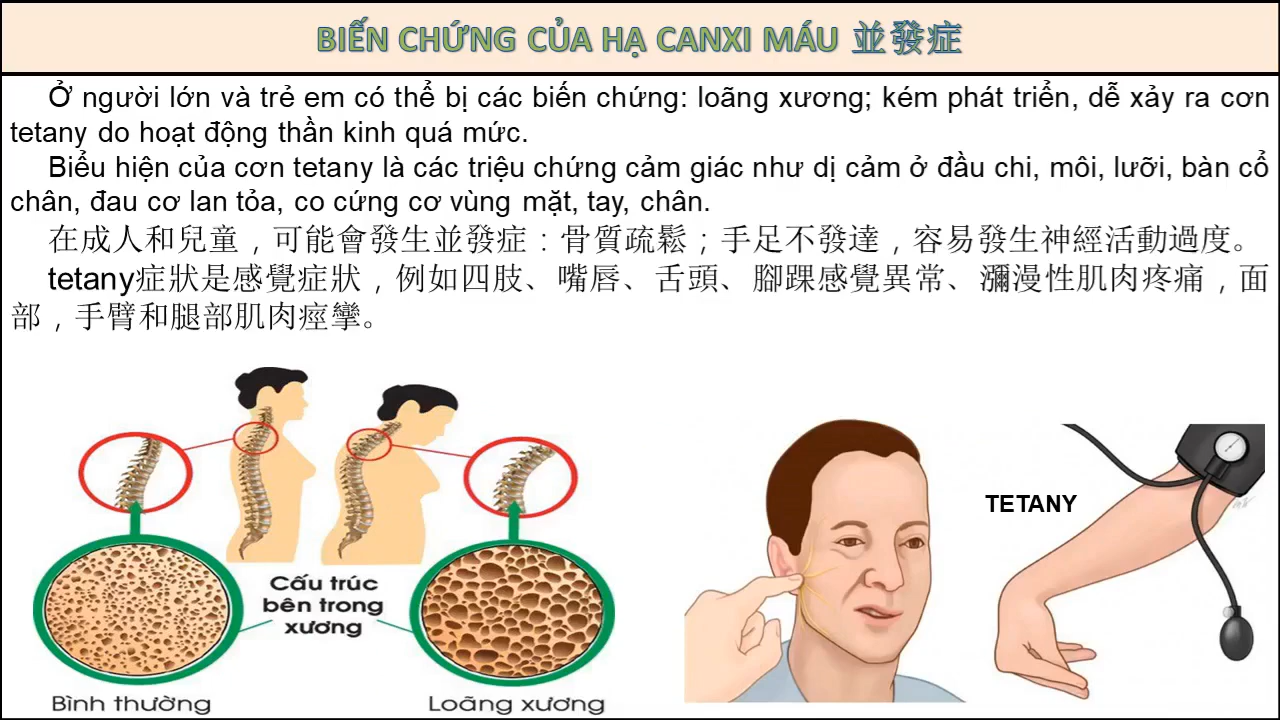 BIẾN CHỨNG CỦA HẠ CANXI MÁU 並發症
Ở người lớn và trẻ em có thể bị các biến chứng: loãng xương; kém phát triển, dễ xảy ra cơn
tetany do hoạt động thần kinh quá mức.
Biểu hiện của cơn tetany là các triệu chứng cảm giác như dị cảm ở đầu chi, môi, lưỡi, bàn cổ
chân, đau cơ lan tỏa, co cứng cơ vùng mặt, tay, chân.
在成人和兒童，可能會發生並發症：骨質疏鬆；手足不發達，容易發生神經活動過度。
tetany症狀是感覺症狀，例如四肢、嘴唇、舌頭、腳踝感覺異常、瀰漫性肌肉疼痛，面
部，手臂和腿部肌肉痙攣。
TETANY
Cấu trúc
bên trong
xương
Bình thường
Loãng xương